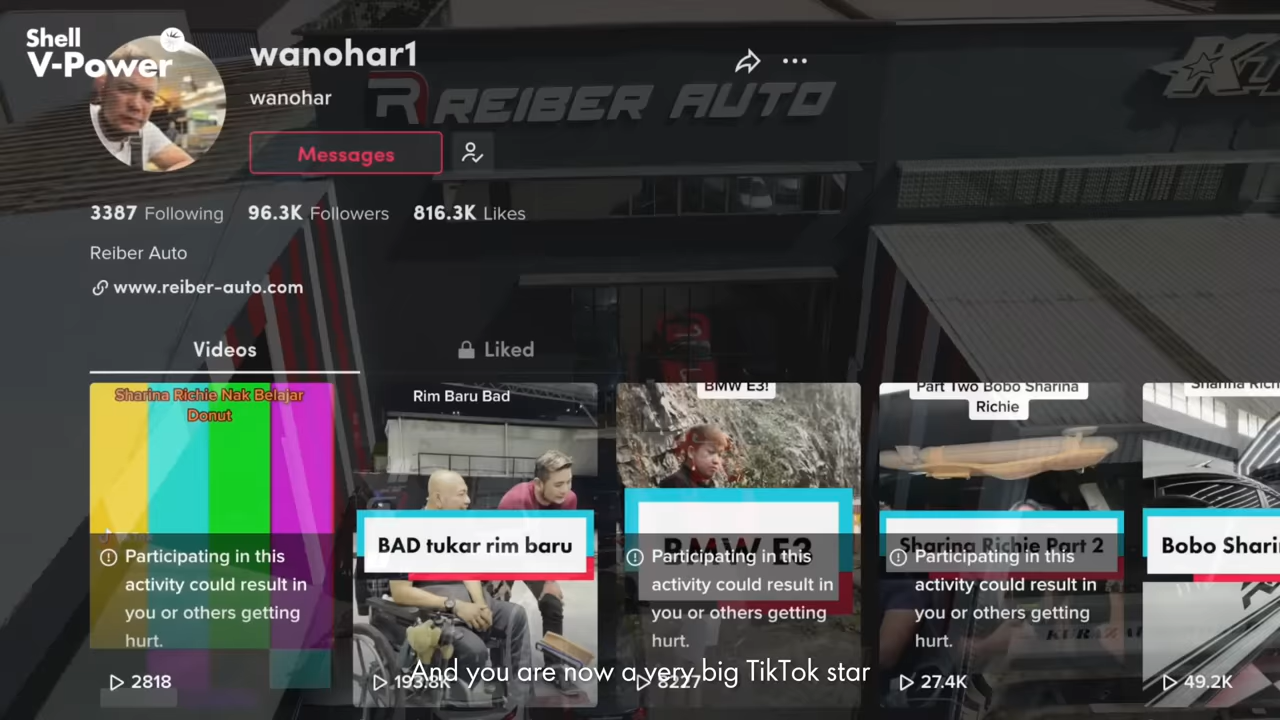 Shell
V-Power
wanohar1
wanohar
REIBER AUTO
Messages
3387 Following 96.3K Followers 816.3K Likes
Reiber Auto
www.reiber-auto.com
Videos
Liked
Sharina Richie Nak Belajar
Donut
Participating in this
activity could result in
you or others getting
hurt.
2818
Rim Baru Bad
BAD tukar rim baru
193.8K
BMW E3!
BMW E3
Participating in this
activity could result in
you or others getting
hurt.
8227
Part Two Bobo Sharina
Richie
Sharina Richie Part 2
Participating in this
activity could result in
you or others getting
hurt.
27.4K
Sharina Rich
Bobo Shari
49.2K
And you are now a very big TikTok star